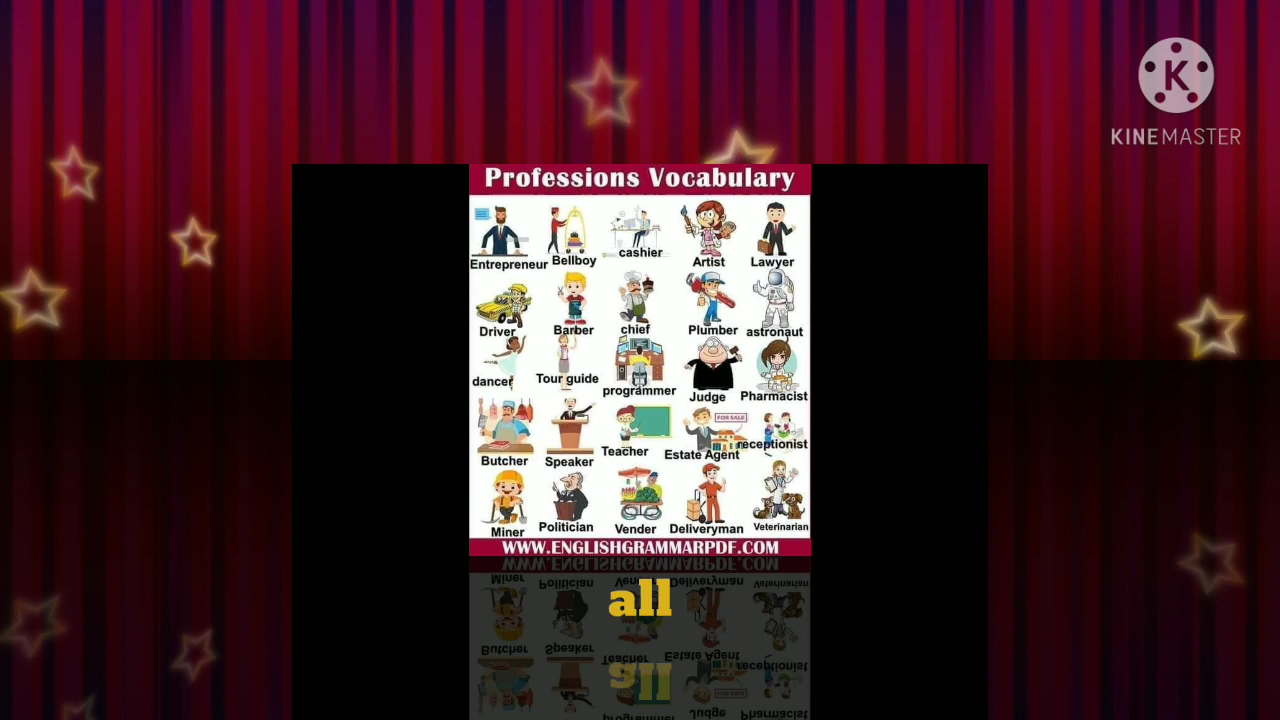 KINEMASTER
Professions Vocabulary
Entrepreneur Bellboy cashier Artist Lawyer
Driver Barber chief Plumber astronaut
dancer Tour guide programmer Judge Pharmacist
FOR SALE
Butcher Speaker Teacher Estate Agent receptionist
Miner Politician Vender Deliveryman Veterinarian
WWW.ENGLISHGRAMMARPDF.COM
all